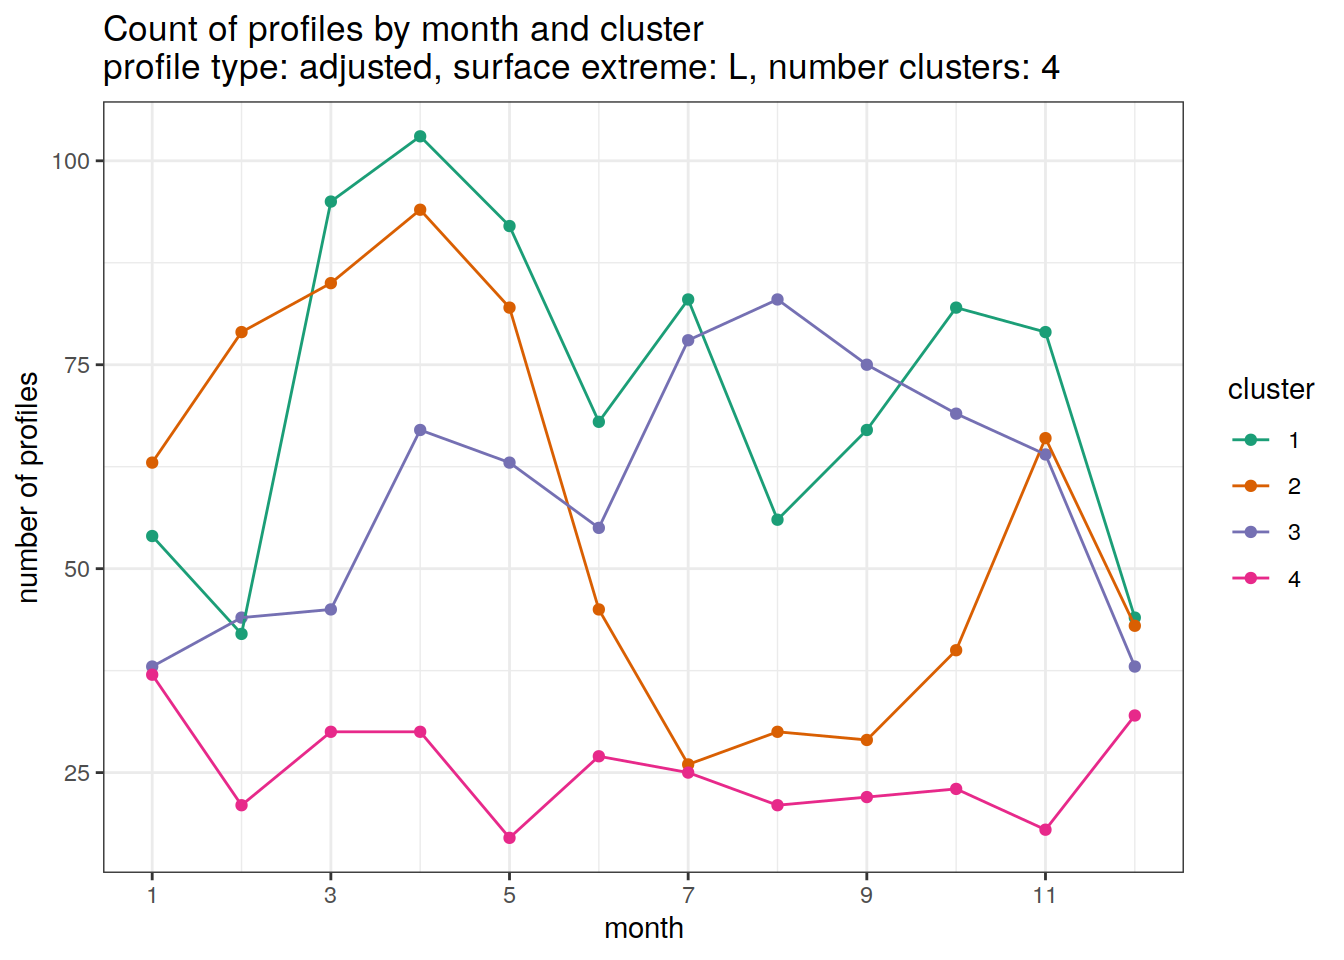 Count of profiles by month and cluster
profile type: adjusted, surface extreme: L, number clusters: 4
100
75
50
25
number of profiles
1 3 5 7 9 11
month
cluster
1
2
3
4